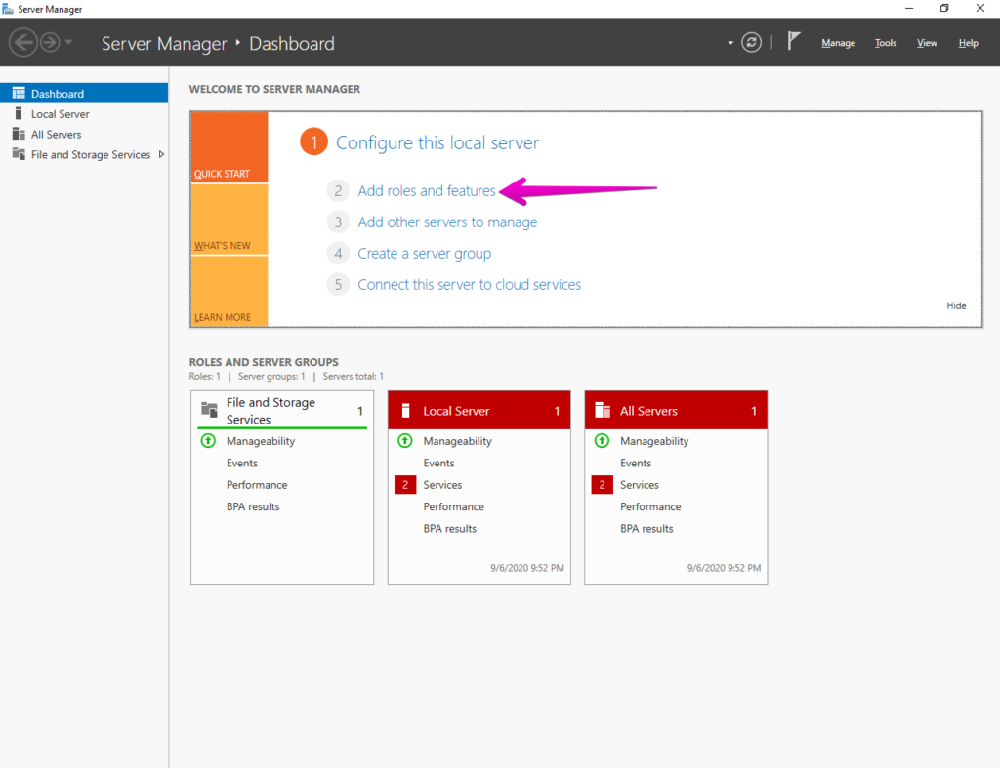 Server Manager
Server Manager ‣ Dashboard
Manage Tools View Help
Dashboard
Local Server
All Servers
File and Storage Services
WELCOME TO SERVER MANAGER
QUICK START
WHAT'S NEW
LEARN MORE
1 Configure this local server
2 Add roles and features
3 Add other servers to manage
4 Create a server group
5 Connect this server to cloud services
Hide
ROLES AND SERVER GROUPS
Roles: 1 | Server groups: 1 | Servers total: 1
File and Storage
Services 1
Manageability
Events
Performance
BPA results
Local Server 1
Manageability
Events
2 Services
Performance
BPA results
9/6/2020 9:52 PM
All Servers 1
Manageability
Events
2 Services
Performance
BPA results
9/6/2020 9:52 PM